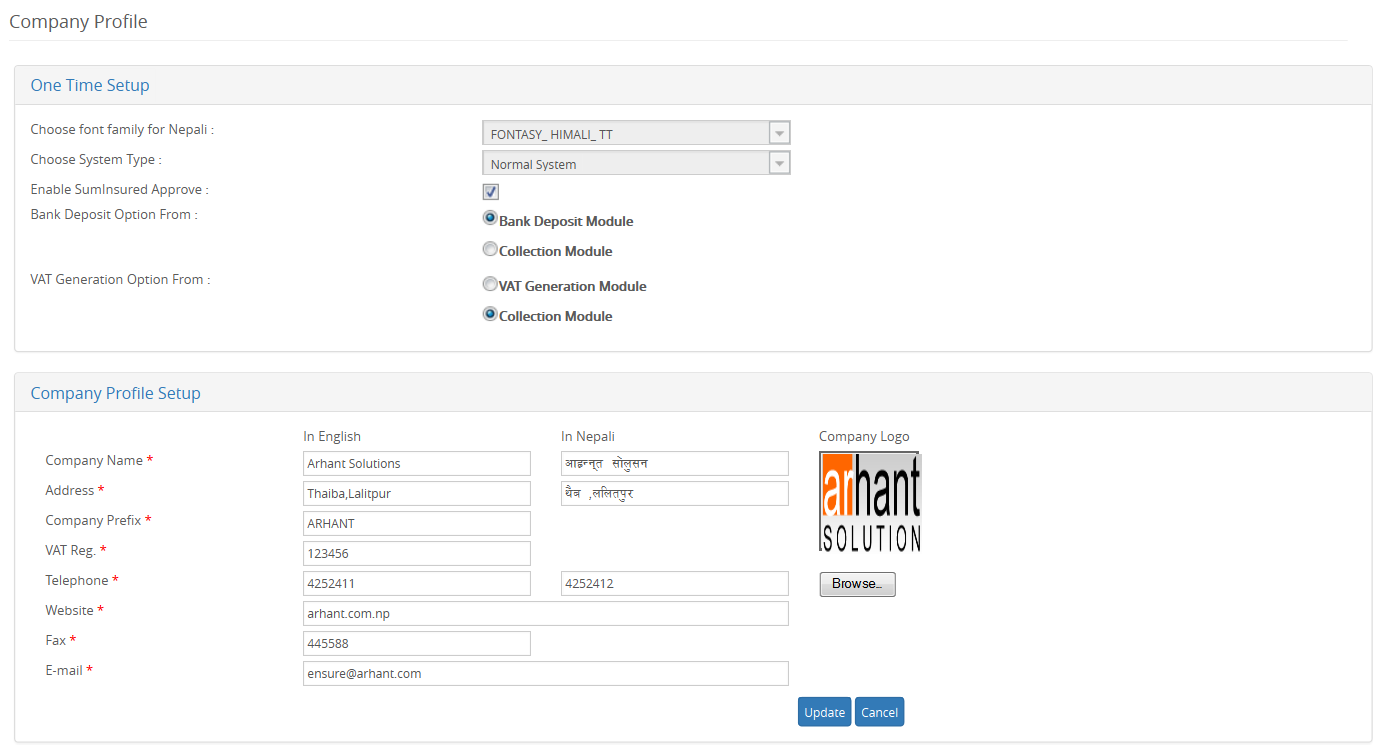 Company Profile
One Time Setup
Choose font family for Nepali :
FONTASY_ HIMALI_ TT
Choose System Type :
Normal System
Enable SumInsured Approve :
Bank Deposit Option From :
Bank Deposit Module
Collection Module
VAT Generation Option From :
VAT Generation Module
Collection Module
Company Profile Setup
In English In Nepali Company Logo
Company Name * Arhant Solutions आइन्न्त सोलुसन
Address * Thaiba,Lalitpur थैब ,ललितपुर
Company Prefix * ARHANT
arhant
SOLUTION
VAT Reg. * 123456
Telephone * 4252411 4252412 Browse...
Website * arhant.com.np
Fax * 445588
E-mail * ensure@arhant.com
Update Cancel